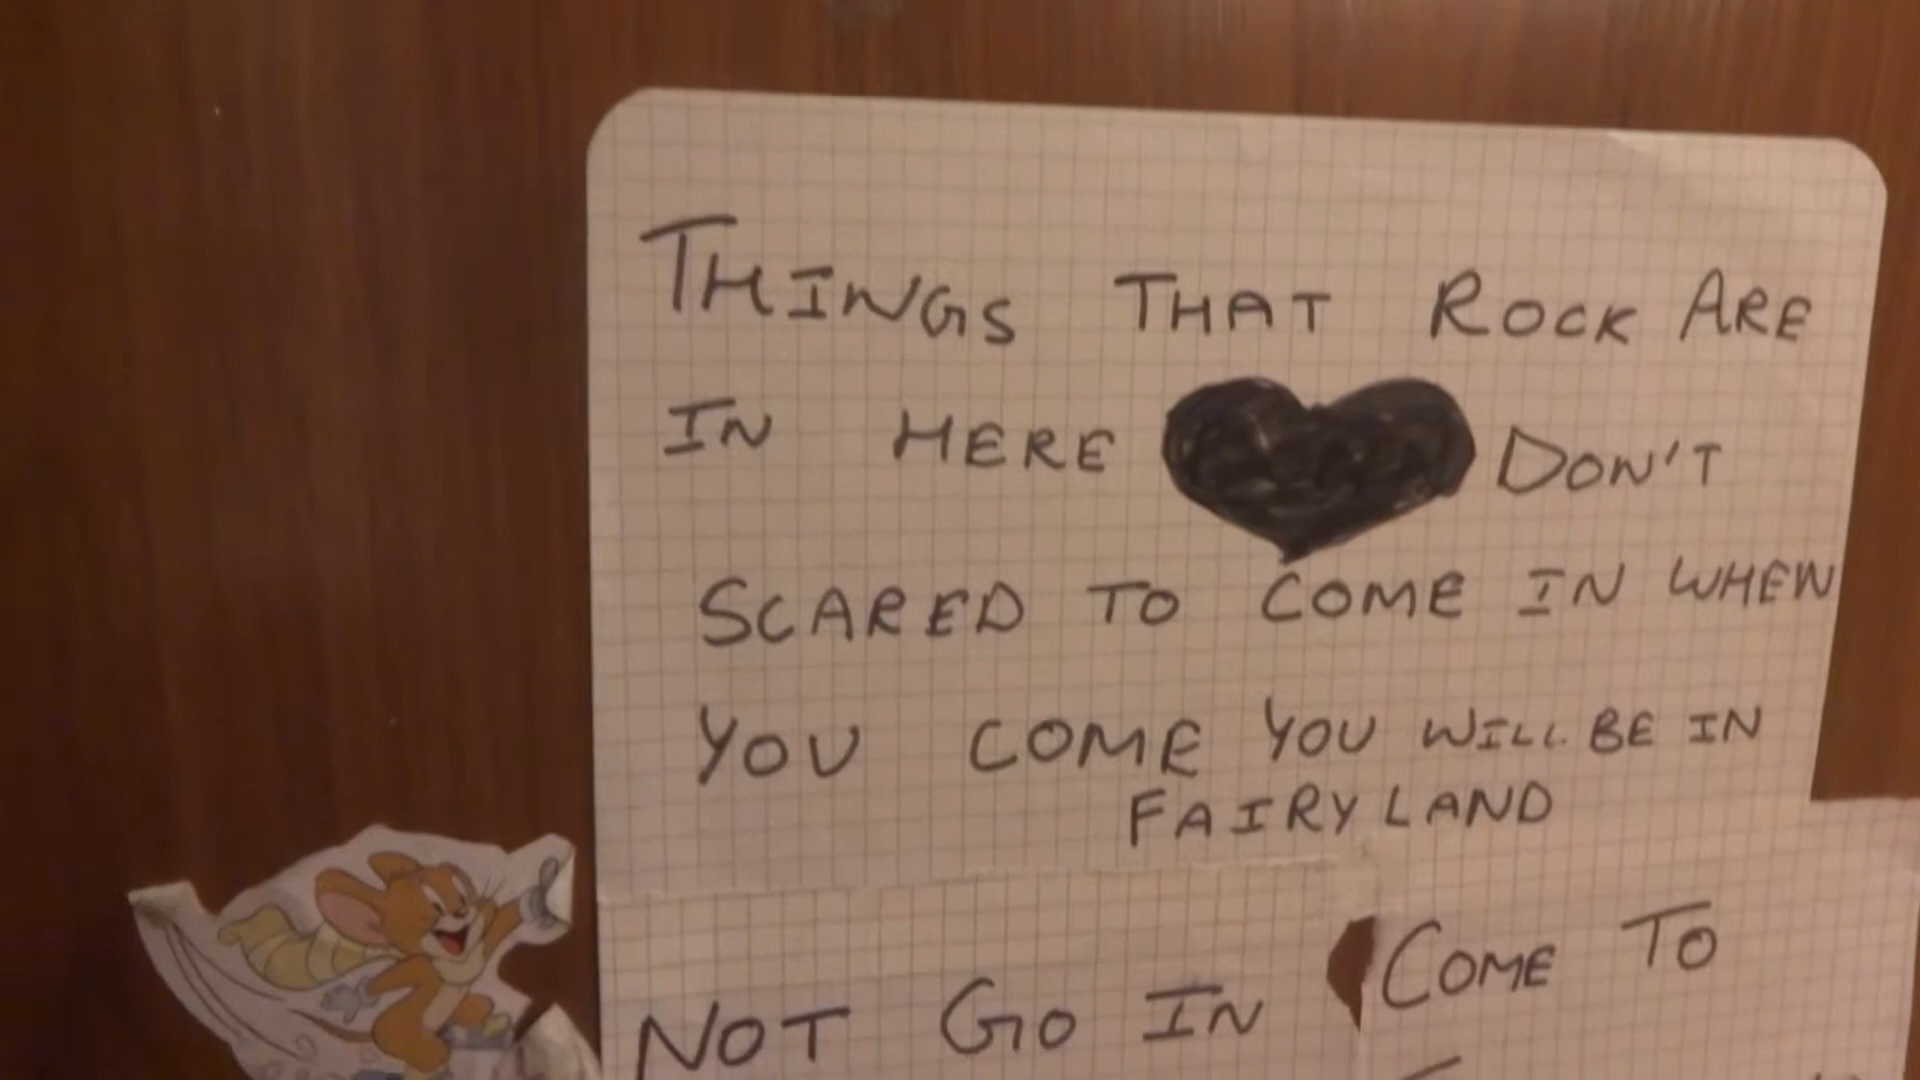 THINGS THAT ROCK ARE
IN HERE DON'T
SCARED TO COME IN WHEN
YOU COME YOU WILL BE IN
FAIRYLAND
NOT GO IN
COME TO